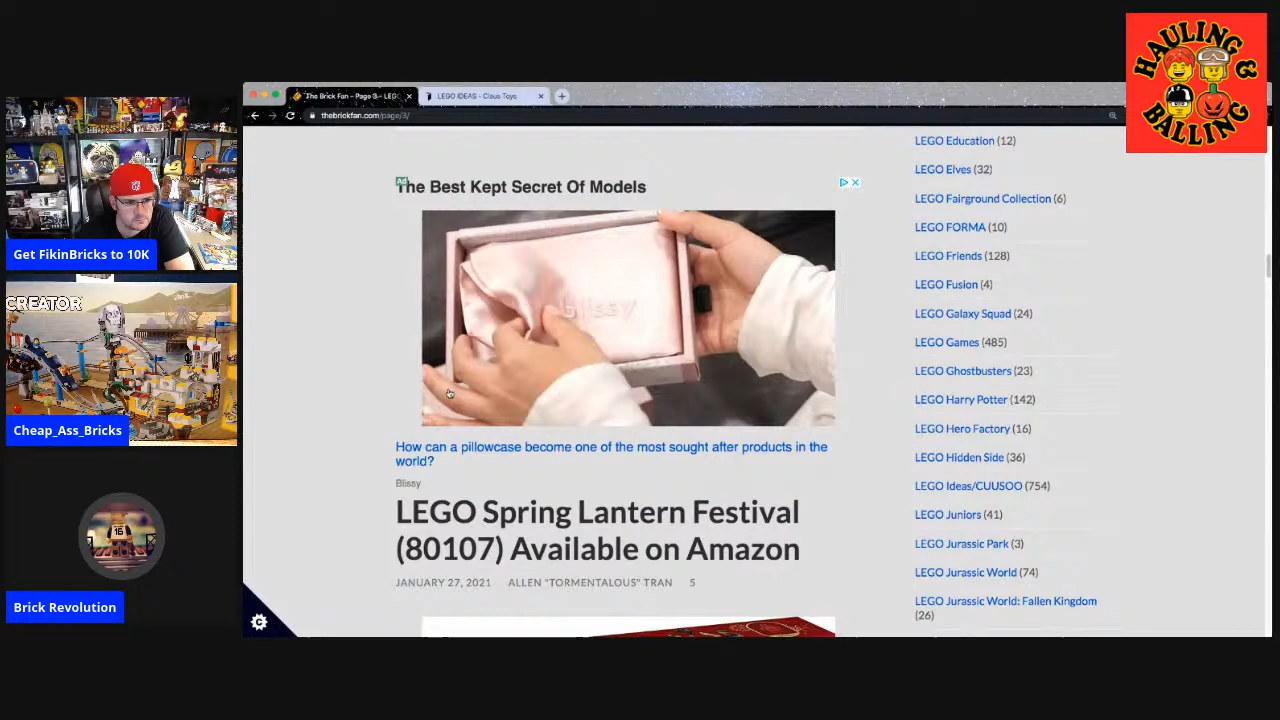 HAULING &
BALLING
The Brick Fan - Page 3 - LEG
LEGO IDEAS - Claus Toys
thebrickfan.com/page/3/
Get FikinBricks to 10K
CREATOR
Cheap_Ass_Bricks
16
Brick Revolution
Ad
The Best Kept Secret Of Models
blissy
How can a pillowcase become one of the most sought after products in the
world?
Blissy
LEGO Spring Lantern Festival
(80107) Available on Amazon
JANUARY 27, 2021 ALLEN "TORMENTALOUS" TRAN 5
LEGO Education (12)
LEGO Elves (32)
LEGO Fairground Collection (6)
LEGO FORMA (10)
LEGO Friends (128)
LEGO Fusion (4)
LEGO Galaxy Squad (24)
LEGO Games (485)
LEGO Ghostbusters (23)
LEGO Harry Potter (142)
LEGO Hero Factory (16)
LEGO Hidden Side (36)
LEGO Ideas/CUUSOO (754)
LEGO Juniors (41)
LEGO Jurassic Park (3)
LEGO Jurassic World (74)
LEGO Jurassic World: Fallen Kingdom
(26)